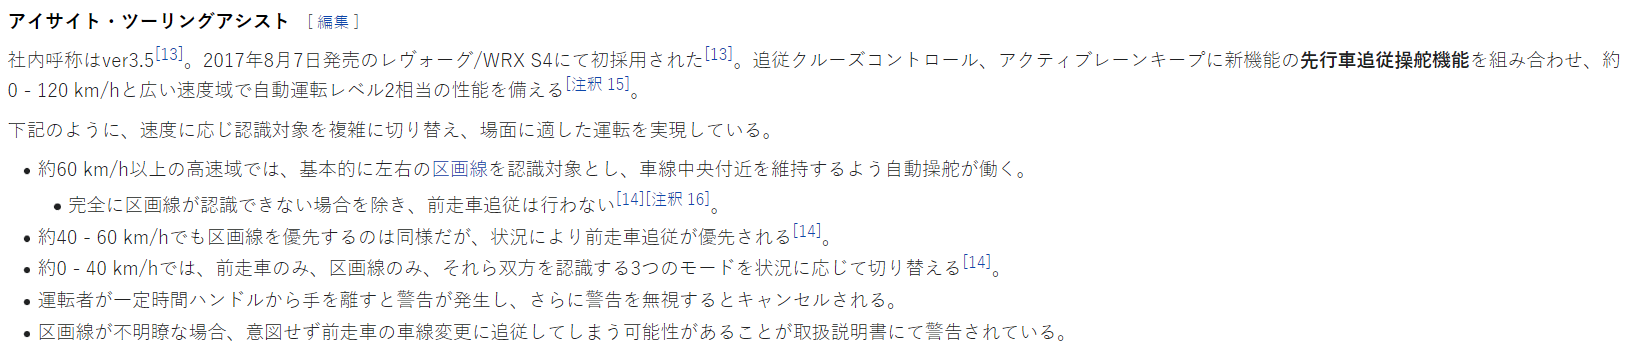 アイサイト・ツーリングアシスト [編集]
社内呼称はver3.5[13]。2017年8月7日発売のレヴォーグ/WRX S4にて初採用された[13]。追従クルーズコントロール、アクティブレーンキープに新機能の先行車追従操舵機能を組み合わせ、約
0 - 120 km/hと広い速度域で自動運転レベル2相当の性能を備える[注釈 15]。
下記のように、速度に応じ認識対象を複雑に切り替え、場面に適した運転を実現している。
• 約60 km/h以上の高速域では、基本的に左右の区画線を認識対象とし、車線中央付近を維持するよう自動操舵が働く。
• 完全に区画線が認識できない場合を除き、前走車追従は行わない[14][注釈 16]。
• 約40 - 60 km/hでも区画線を優先するのは同様だが、状況により前走車追従が優先される[14]。
• 約0 - 40 km/hでは、前走車のみ、区画線のみ、それら双方を認識する3つのモードを状況に応じて切り替える[14]。
• 運転者が一定時間ハンドルから手を離すと警告が発生し、さらに警告を無視するとキャンセルされる。
• 区画線が不明瞭な場合、意図せず前走車の車線変更に追従してしまう可能性があることが取扱説明書にて警告されている。